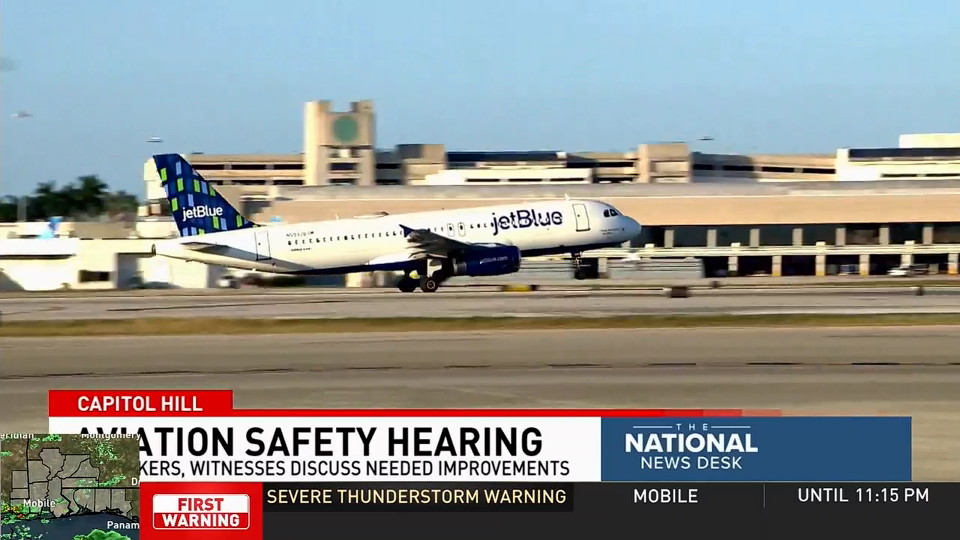 jetBlue
jetBlue
CAPITOL HILL
AVIATION SAFETY HEARING
KERS, WITNESSES DISCUSS NEEDED IMPROVEMENTS
THE
NATIONAL
NEWS DESK
Montgomery
Mobile
Panam
FIRST
WARNING
SEVERE THUNDERSTORM WARNING
MOBILE
UNTIL 11:15 PM